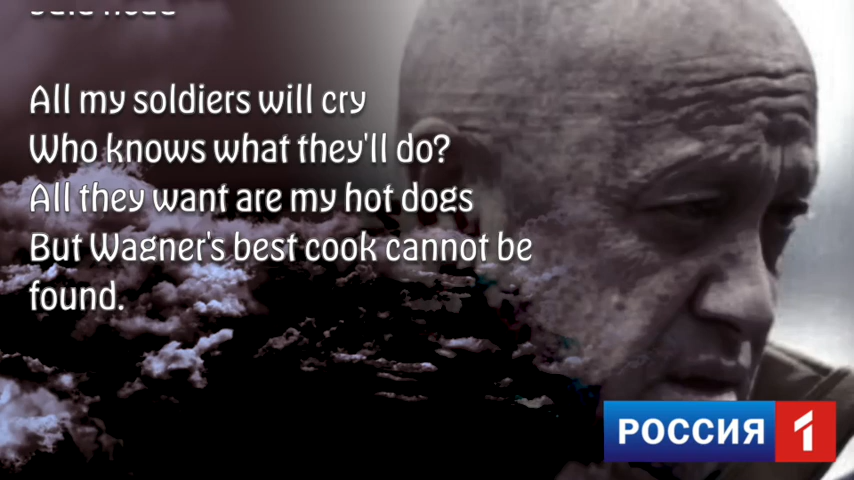 All my soldiers will cry
Who knows what they'll do?
All they want are my hot dogs
But Wagner's best cook cannot be
found.
РОССИЯ 1